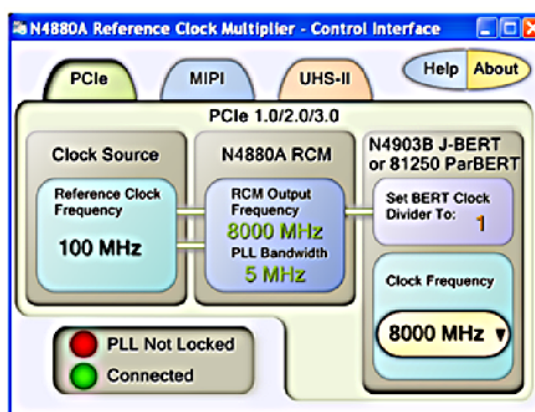 N4880A Reference Clock Multiplier - Control Interface
PCIe
MIPI
UHS-II
Help
About
PCIe 1.0/2.0/3.0
Clock Source
Reference Clock
Frequency
100 MHz
N4880A RCM
RCM Output
Frequency
8000 MHz
PLL Bandwidth
5 MHz
N4903B J-BERT
or 81250 ParBERT
Set BERT Clock
Divider To: 1
Clock Frequency
8000 MHz
PLL Not Locked
Connected